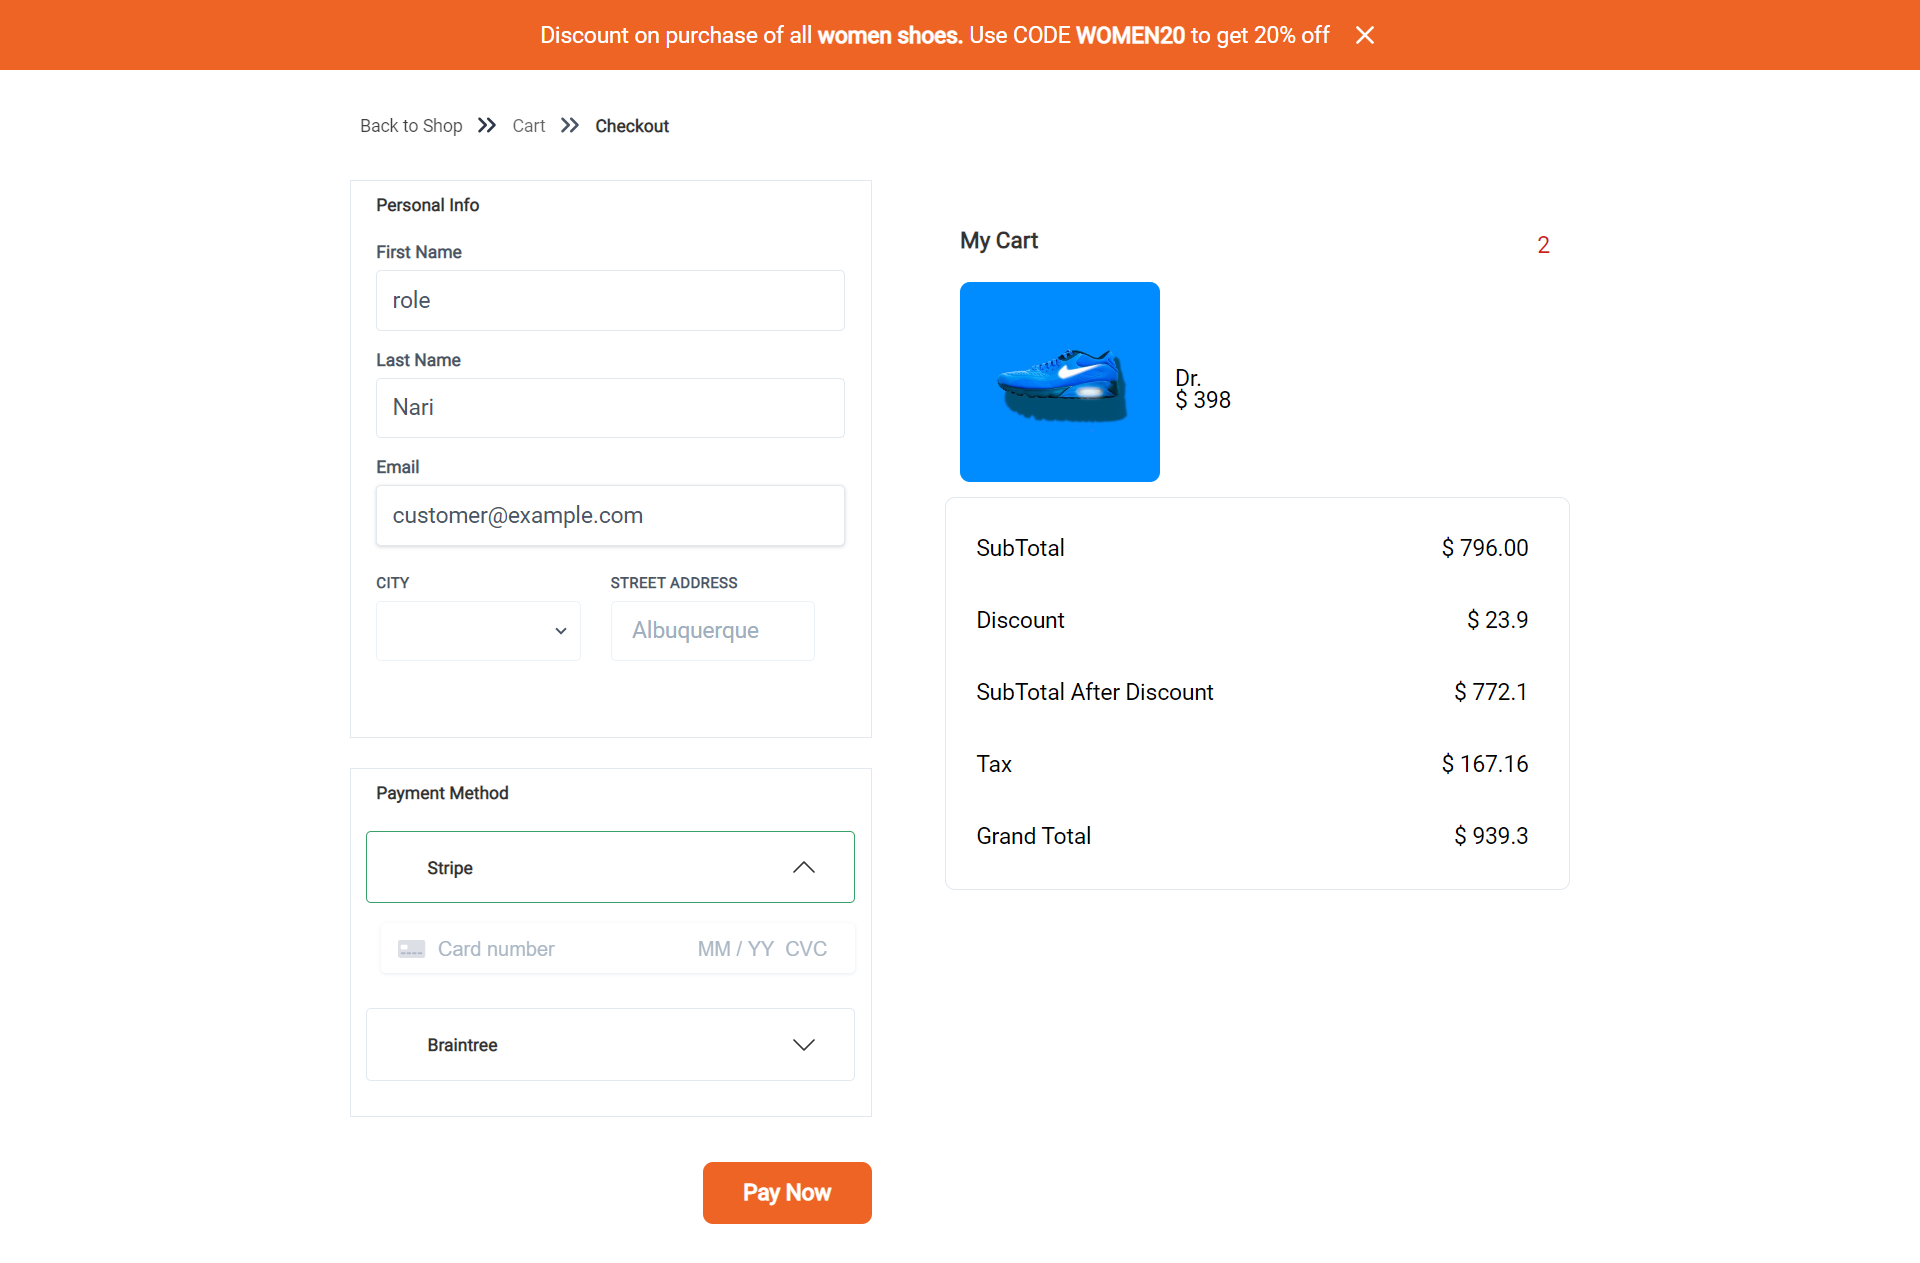 Discount on purchase of all women shoes. Use CODE WOMEN20 to get 20% off
Back to Shop Cart Checkout
Personal Info
First Name
role
Last Name
Nari
Email
customer@example.com
CITY STREET ADDRESS
Albuquerque
Payment Method
Stripe
Card number MM / YY CVC
Braintree
Pay Now
My Cart 2
Dr.
$ 398
SubTotal $ 796.00
Discount $ 23.9
SubTotal After Discount $ 772.1
Tax $ 167.16
Grand Total $ 939.3